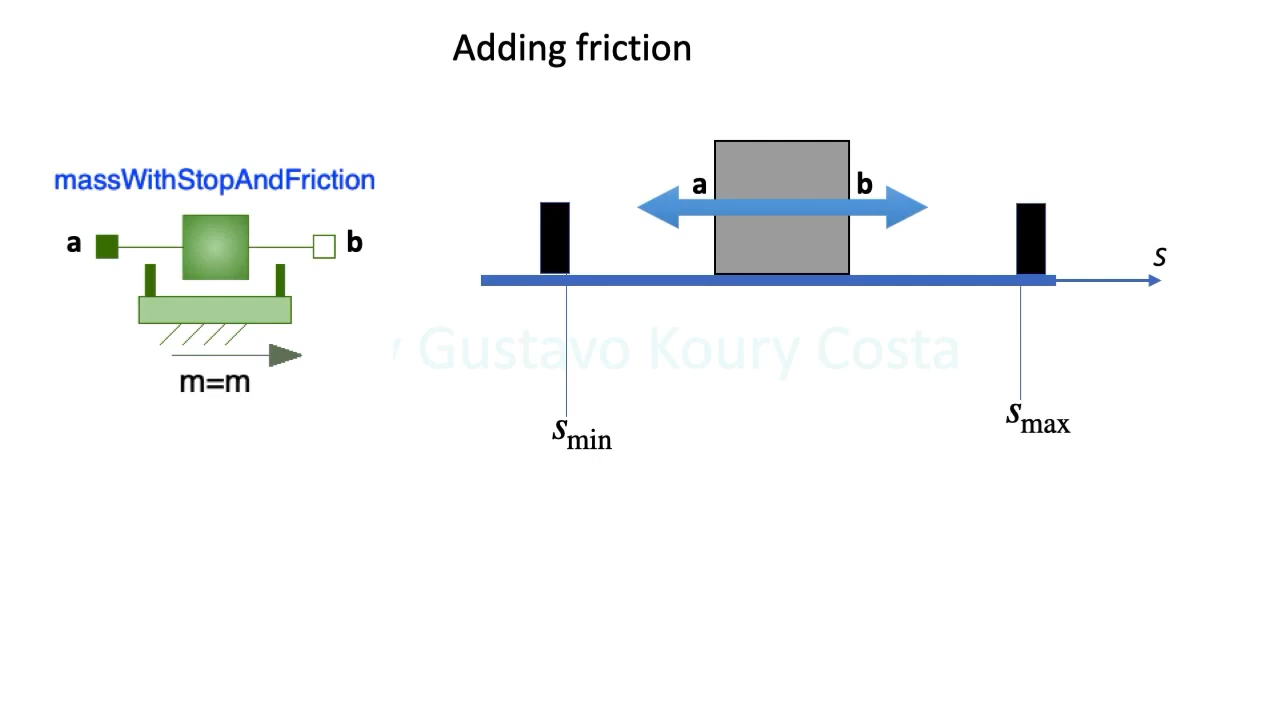 Adding friction
massWithStopAndFriction
a
b
m=m
a
b
s
y Gustavo Koury Costa
smin
smax